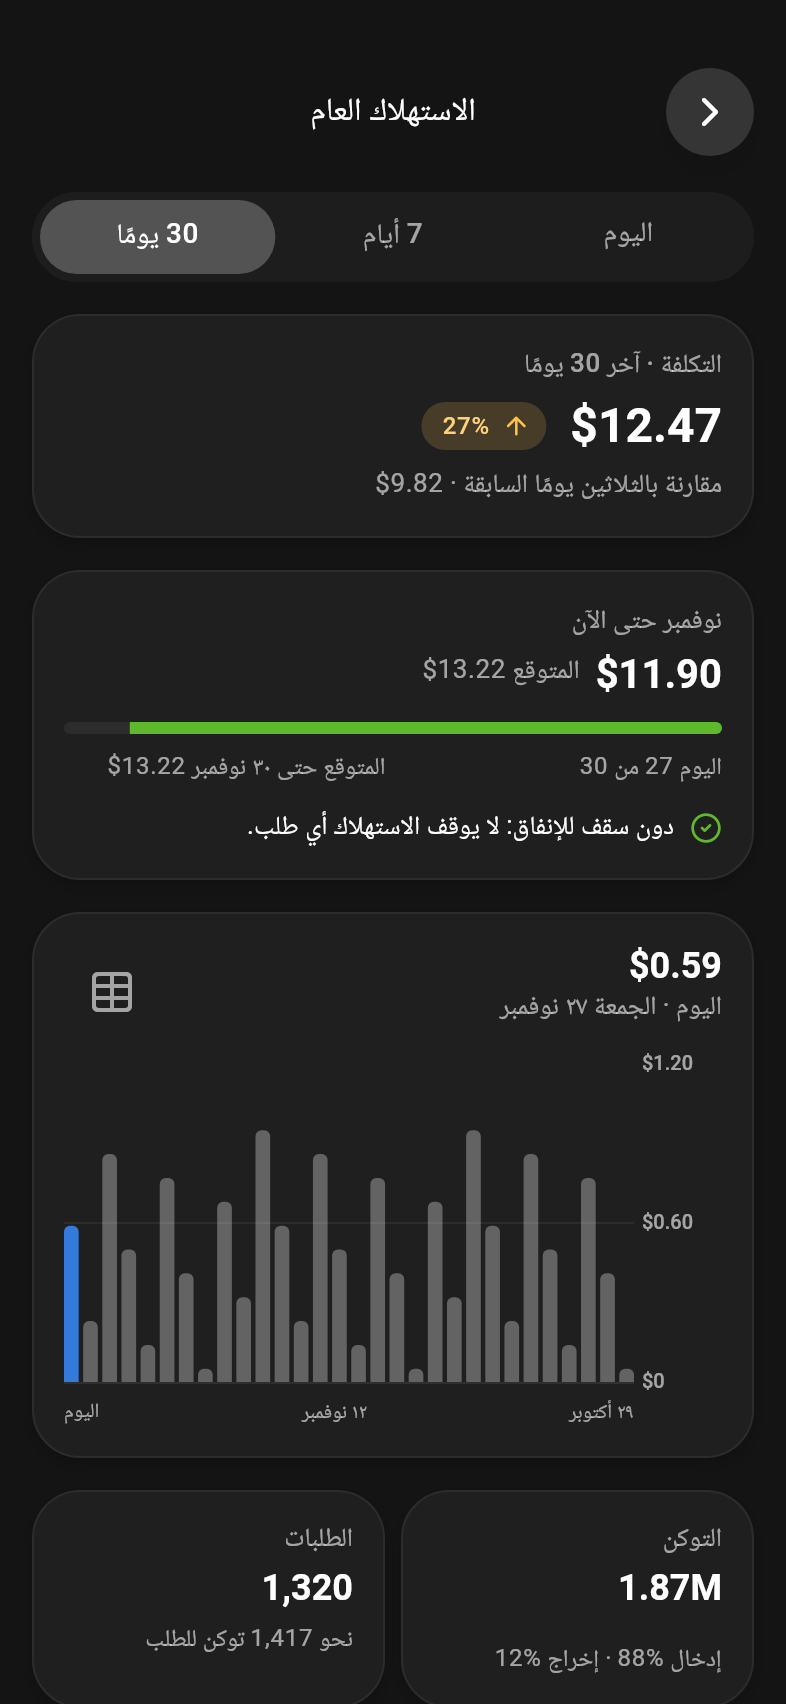 الاستهلاك العام
اليوم
7 أيام
30 يومًا
التكلفة · آخر 30 يومًا
$12.47
27%
مقارنة بالثلاثين يومًا السابقة · $9.82
نوفمبر حتى الآن
$11.90 المتوقع $13.22
اليوم 27 من 30
المتوقع حتى ٣٠ نوفمبر $13.22
دون سقف للإنفاق: لا يوقف الاستهلاك أي طلب.
$0.59
اليوم · الجمعة ٢٧ نوفمبر
$1.20
$0.60
$0
٢٩ أكتوبر
١٢ نوفمبر
اليوم
التوكن
1.87M
إدخال 88% · إخراج 12%
الطلبات
1,320
نحو 1,417 توكن للطلب